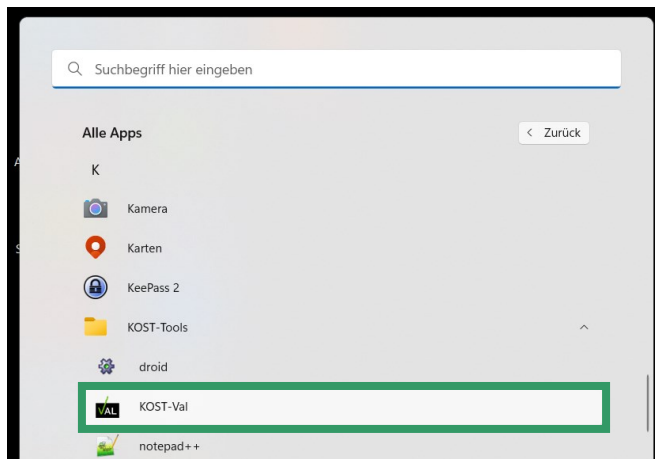 Suchbegriff hier eingeben
Alle Apps
Zurück
K
Kamera
Karten
KeePass 2
KOST-Tools
droid
VAL
KOST-Val
notepad++